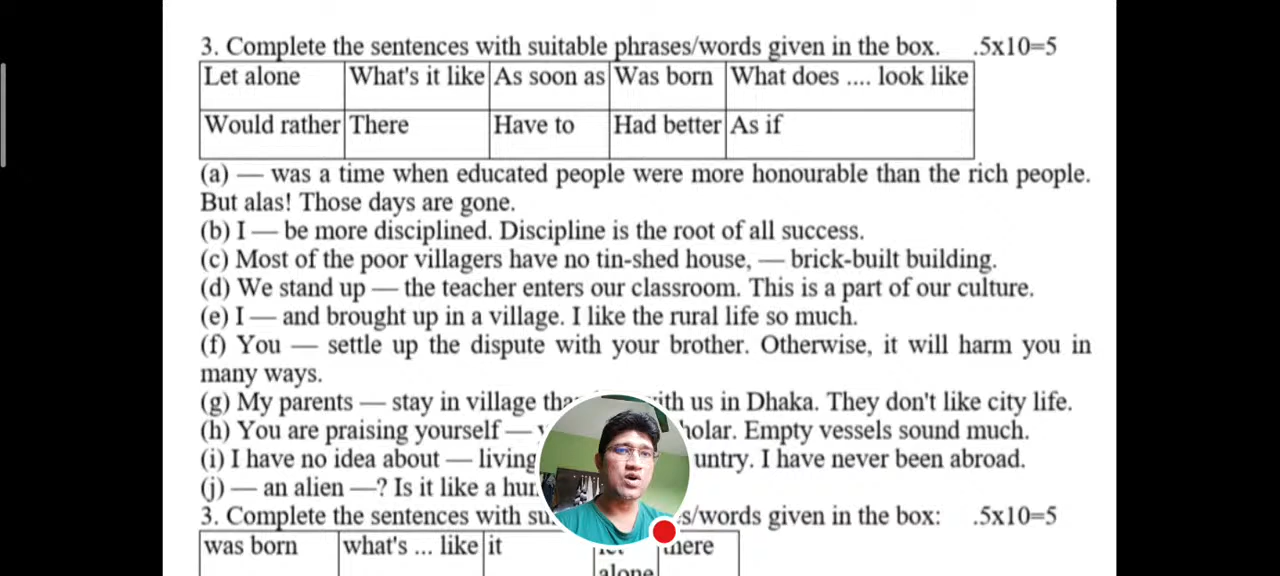 3. Complete the sentences with suitable phrases/words given in the box. .5x10=5
Let alone What's it like As soon as Was born What does .... look like
Would rather There Have to Had better As if
(a) — was a time when educated people were more honourable than the rich people.
But alas! Those days are gone.
(b) I — be more disciplined. Discipline is the root of all success.
(c) Most of the poor villagers have no tin-shed house, — brick-built building.
(d) We stand up — the teacher enters our classroom. This is a part of our culture.
(e) I — and brought up in a village. I like the rural life so much.
(f) You — settle up the dispute with your brother. Otherwise, it will harm you in
many ways.
(g) My parents — stay in village with us in Dhaka. They don't like city life.
(h) You are praising yourself — Empty vessels sound much.
(i) I have no idea about — living I have never been abroad.
(j) — an alien —? Is it like a
3. Complete the sentences with given in the box: .5x10=5
was born what's ... like it let there
alone